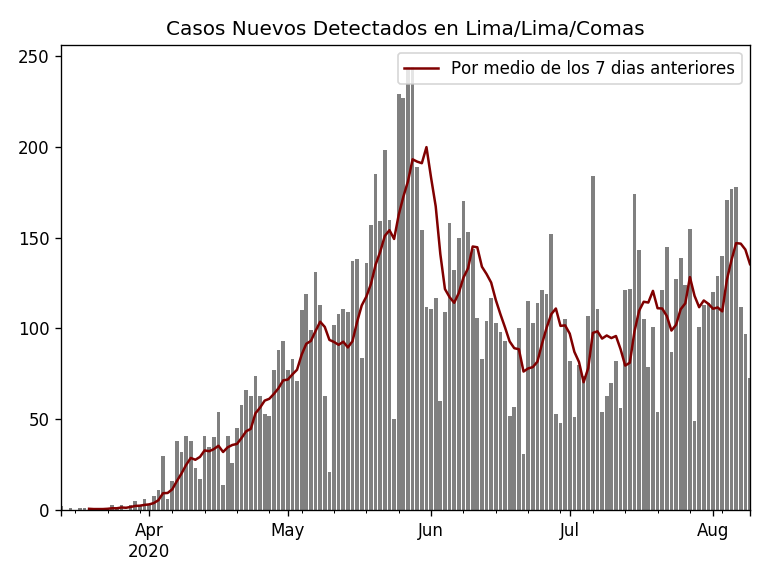 Casos Nuevos Detectados en Lima/Lima/Comas
Por medio de los 7 dias anteriores
250
200
150
100
50
0
Apr
2020
May
Jun
Jul
Aug